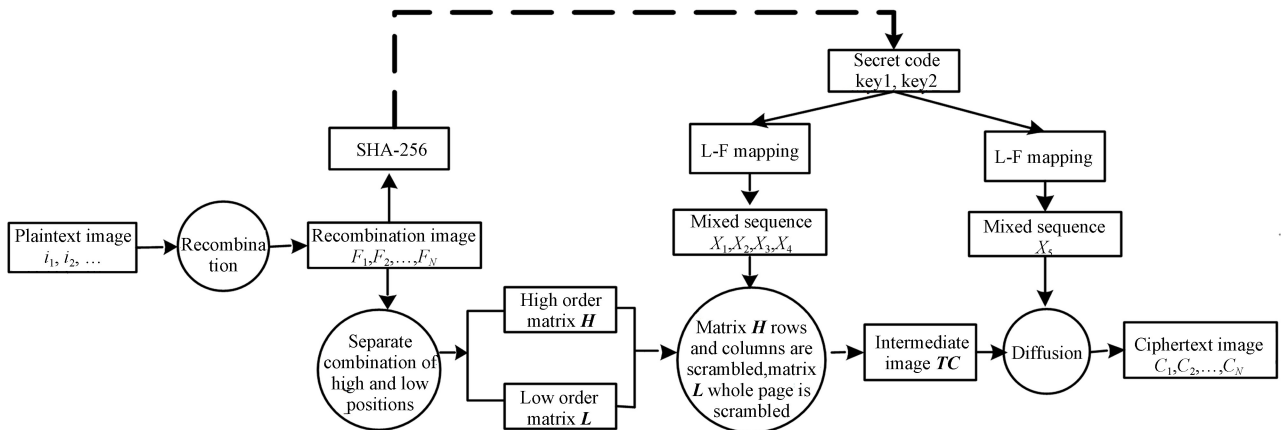 Secret code
key1, key2
SHA-256
L-F mapping
L-F mapping
Plaintext image
i₁, i₂, …
Recombina
tion
Recombination image
F₁,F₂,…,F_N
Mixed sequence
X₁,X₂,X₃,X₄
Mixed sequence
X₅
Separate
combination of
high and low
positions
High order
matrix H
Low order
matrix L
Matrix H rows
and columns are
scrambled,matrix
L whole page is
scrambled
Intermediate
image TC
Diffusion
Ciphertext image
C₁,C₂,…,C_N